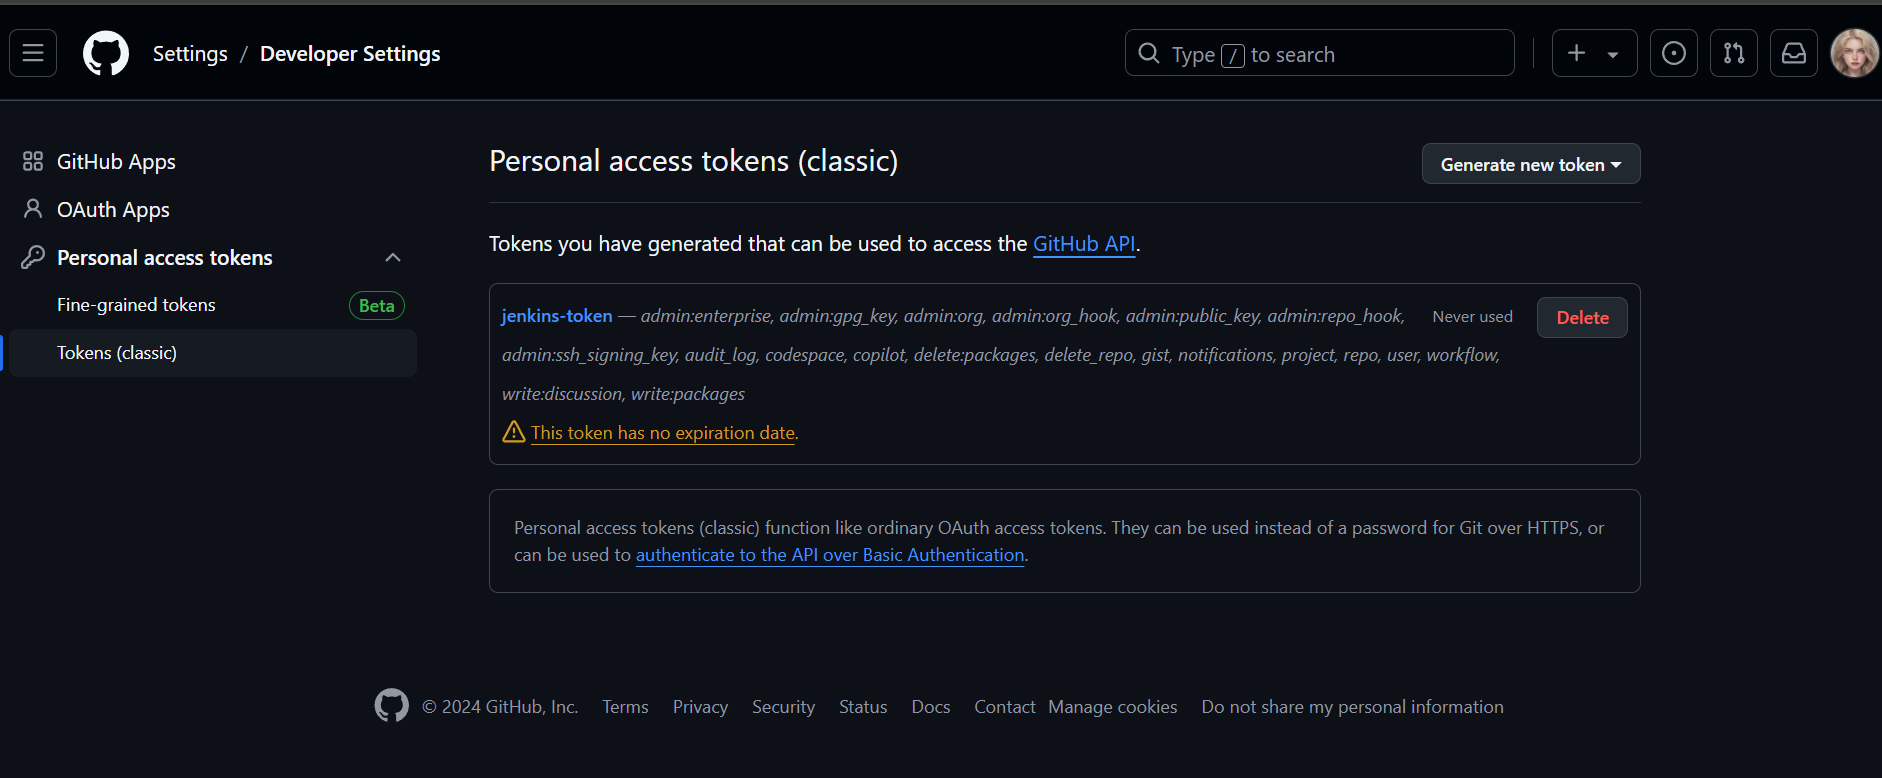 Settings / Developer Settings
Type / to search
GitHub Apps
OAuth Apps
Personal access tokens
Fine-grained tokens Beta
Tokens (classic)
Personal access tokens (classic)
Generate new token
Tokens you have generated that can be used to access the GitHub API.
jenkins-token — admin:enterprise, admin:gpg_key, admin:org, admin:org_hook, admin:public_key, admin:repo_hook, Never used Delete
admin:ssh_signing_key, audit_log, codespace, copilot, delete:packages, delete_repo, gist, notifications, project, repo, user, workflow,
write:discussion, write:packages
This token has no expiration date.
Personal access tokens (classic) function like ordinary OAuth access tokens. They can be used instead of a password for Git over HTTPS, or
can be used to authenticate to the API over Basic Authentication.
© 2024 GitHub, Inc. Terms Privacy Security Status Docs Contact Manage cookies Do not share my personal information